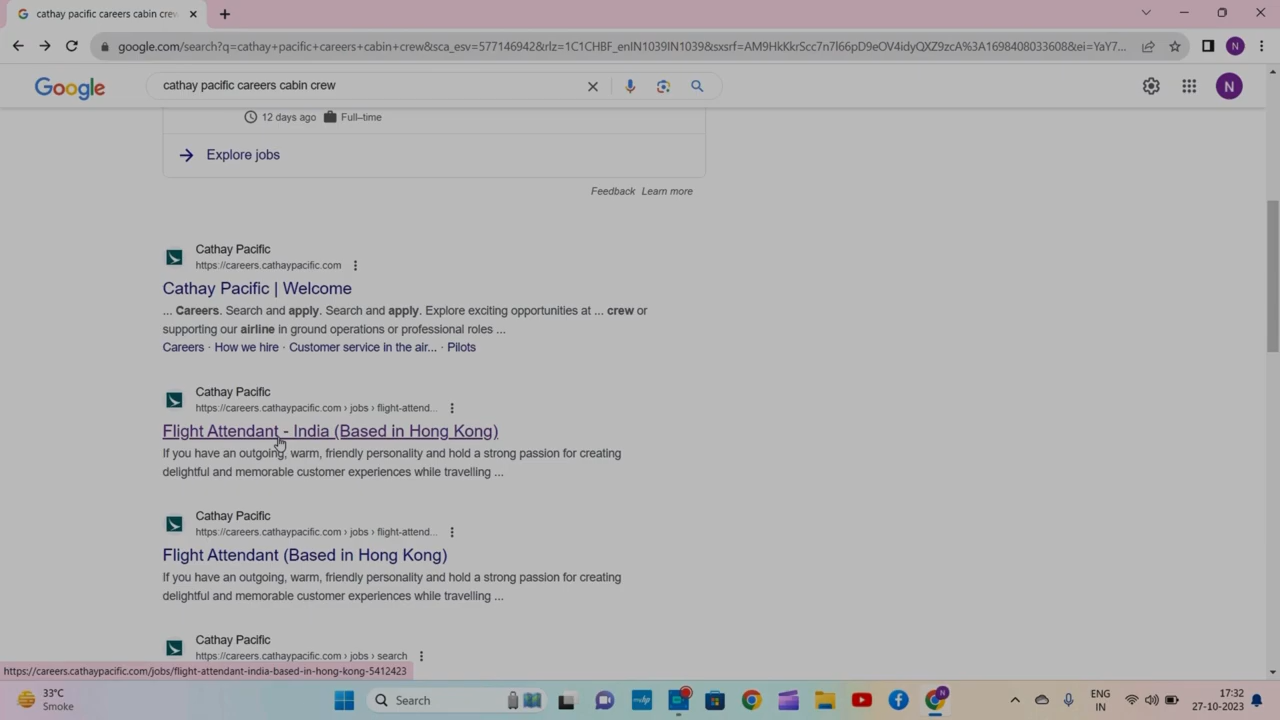 cathay pacific careers cabin crew
google.com/search?q=cathay+pacific+careers+cabin+crew&sca_esv=577146942&rlz=1C1CHBF_enIN1039IN1039&sxsrf=AM9HkKkrScc7n7l66pD9eOV4idyQXZ9zcA%3A1698408033608&ei=YaY7...
N
Google
cathay pacific careers cabin crew
N
12 days ago Full–time
Explore jobs
Feedback Learn more
Cathay Pacific
https://careers.cathaypacific.com
Cathay Pacific | Welcome
... Careers. Search and apply. Search and apply. Explore exciting opportunities at ... crew or
supporting our airline in ground operations or professional roles ...
Careers · How we hire · Customer service in the air... · Pilots
Cathay Pacific
https://careers.cathaypacific.com › jobs › flight-attend...
Flight Attendant - India (Based in Hong Kong)
If you have an outgoing, warm, friendly personality and hold a strong passion for creating
delightful and memorable customer experiences while travelling ...
Cathay Pacific
https://careers.cathaypacific.com › jobs › flight-attend...
Flight Attendant (Based in Hong Kong)
If you have an outgoing, warm, friendly personality and hold a strong passion for creating
delightful and memorable customer experiences while travelling ...
Cathay Pacific
https://careers.cathaypacific.com › jobs › search
https://careers.cathaypacific.com/jobs/flight-attendant-india-based-in-hong-kong-5412423
33°C
Smoke
Search
N
ENG
IN
17:32
27-10-2023